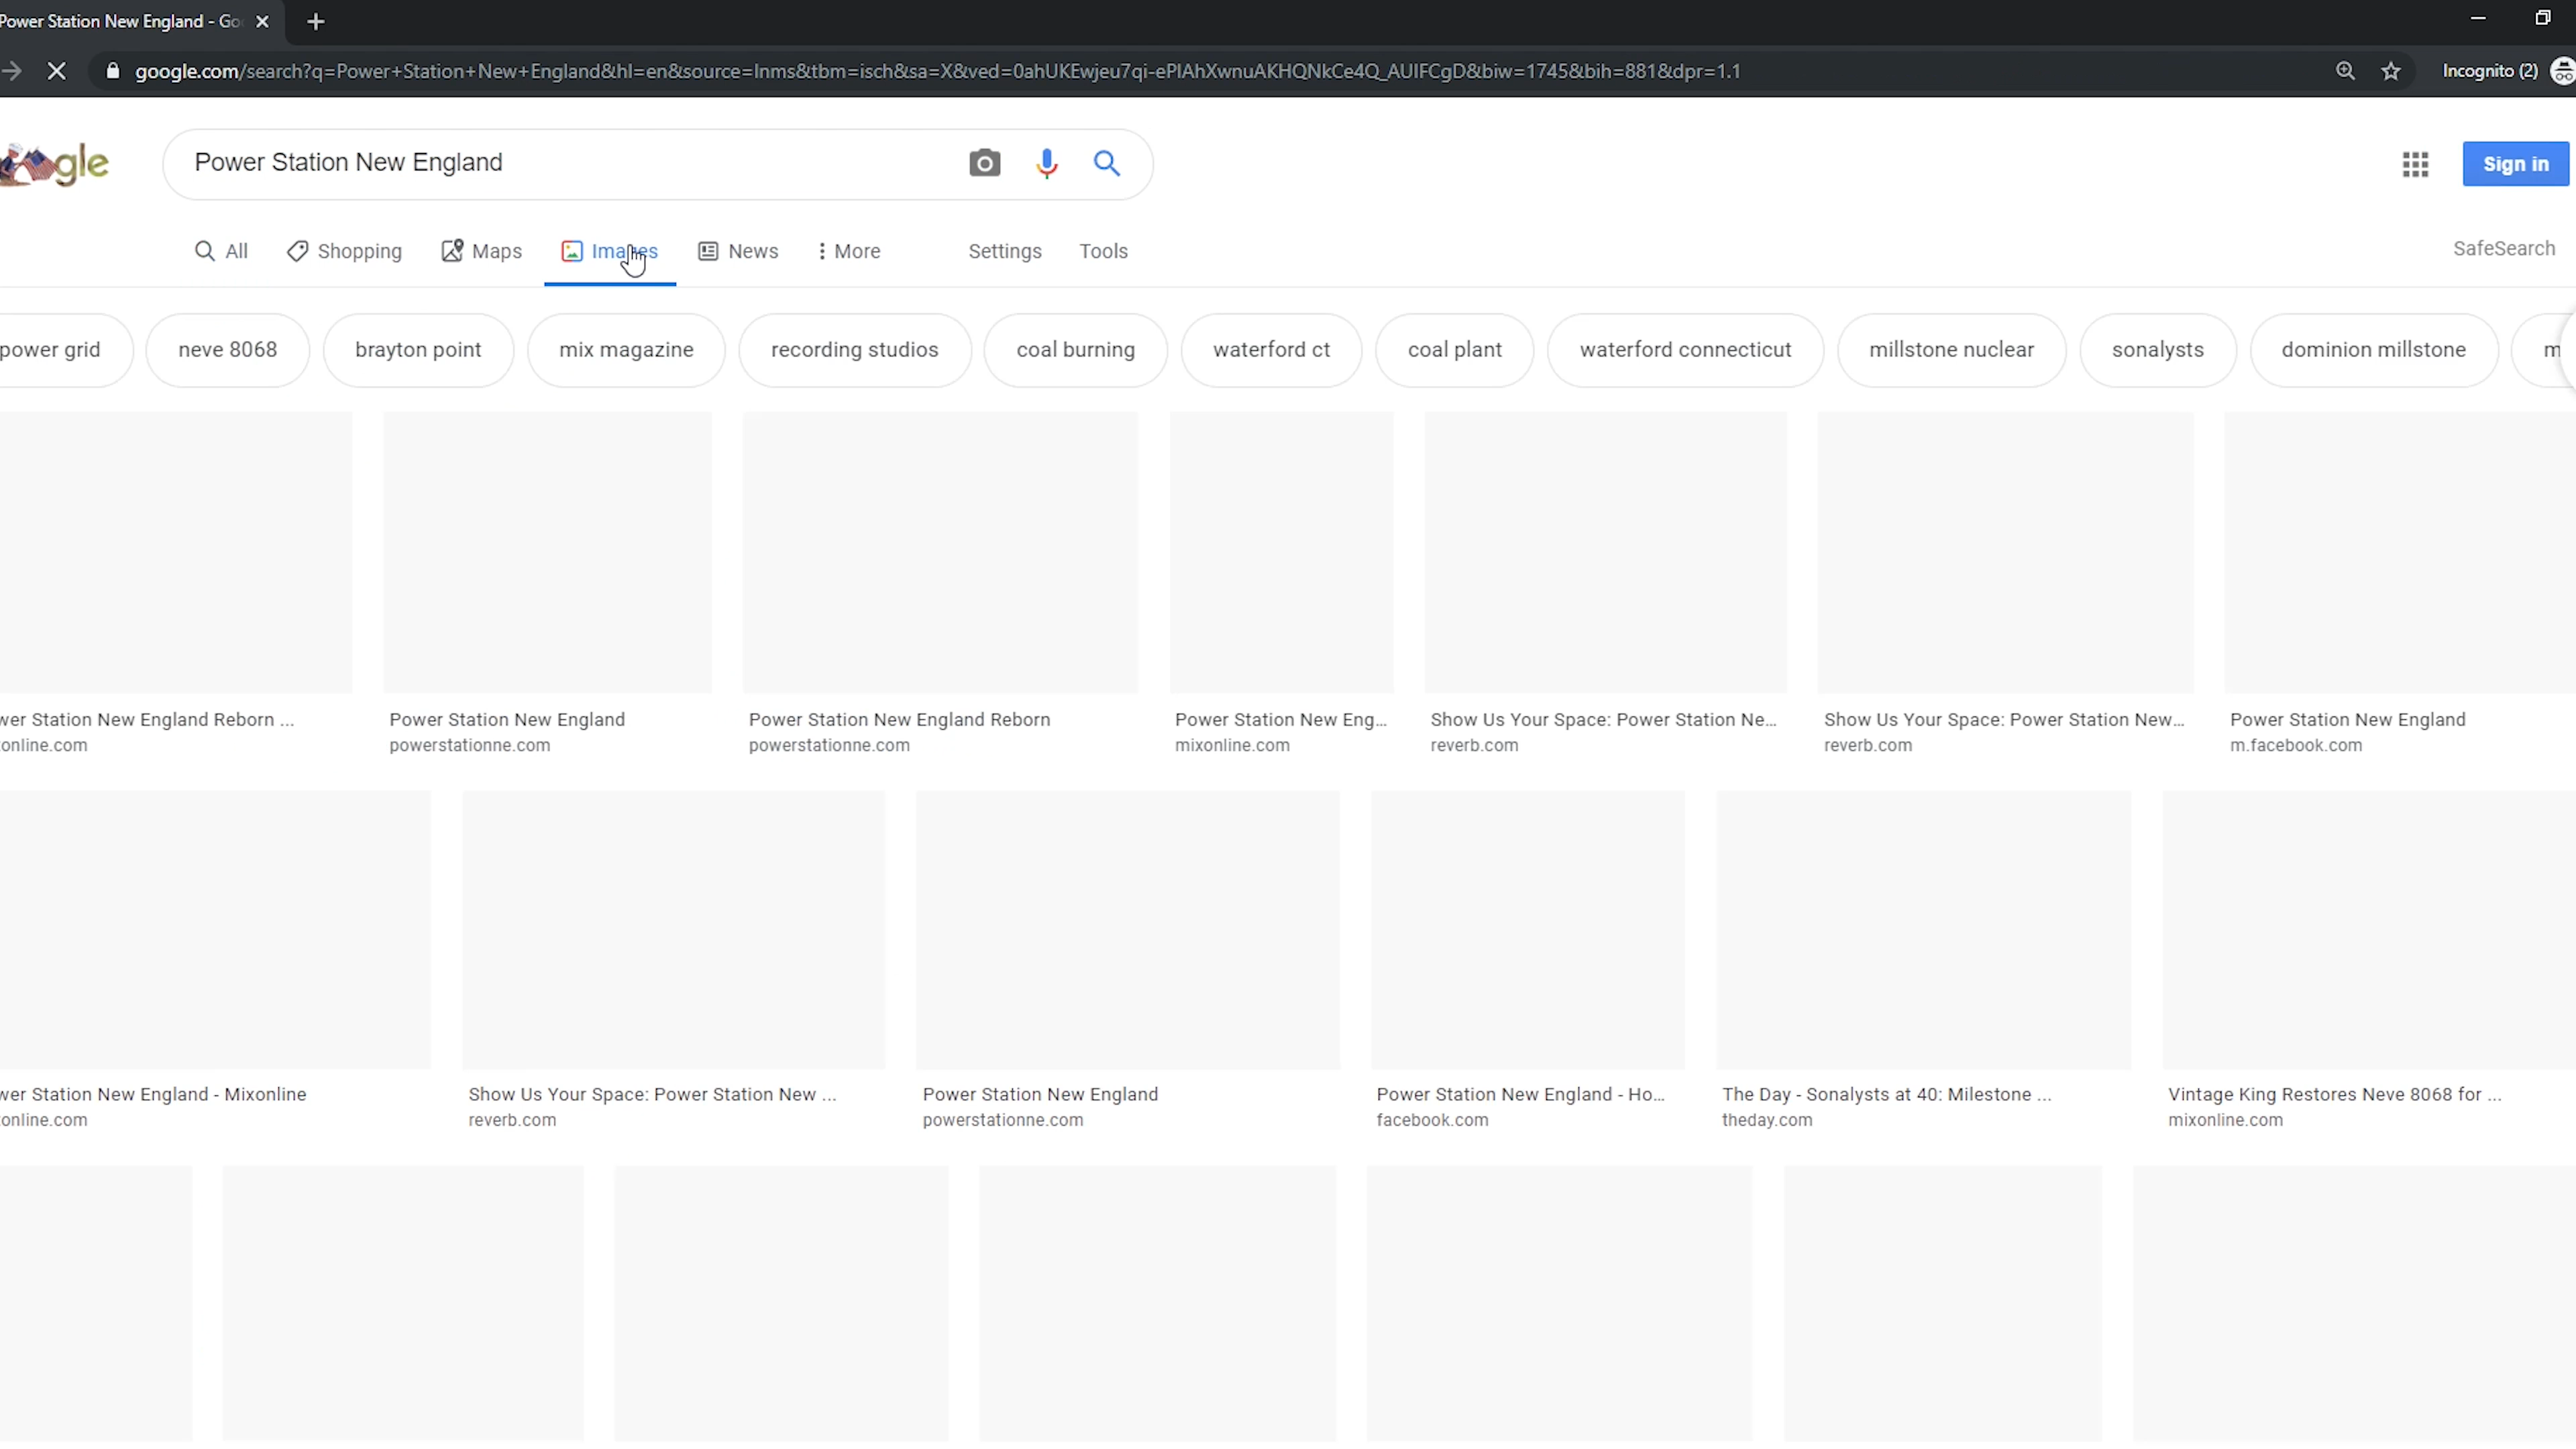 Power Station New England - Go
google.com/search?q=Power+Station+New+England&hl=en&source=lnms&tbm=isch&sa=X&ved=0ahUKEwjeu7qi-ePIAhXwnuAKHQNkCe4Q_AUIFCgD&biw=1745&bih=881&dpr=1.1
Incognito (2)
gle
Power Station New England
Sign in
All
Shopping
Maps
Images
News
More
Settings
Tools
SafeSearch
power grid
neve 8068
brayton point
mix magazine
recording studios
coal burning
waterford ct
coal plant
waterford connecticut
millstone nuclear
sonalysts
dominion millstone
m
wer Station New England Reborn ...
online.com
Power Station New England
powerstationne.com
Power Station New England Reborn
powerstationne.com
Power Station New Eng...
mixonline.com
Show Us Your Space: Power Station Ne...
reverb.com
Show Us Your Space: Power Station New...
reverb.com
Power Station New England
m.facebook.com
wer Station New England - Mixonline
online.com
Show Us Your Space: Power Station New ...
reverb.com
Power Station New England
powerstationne.com
Power Station New England - Ho...
facebook.com
The Day - Sonalysts at 40: Milestone ...
theday.com
Vintage King Restores Neve 8068 for ...
mixonline.com